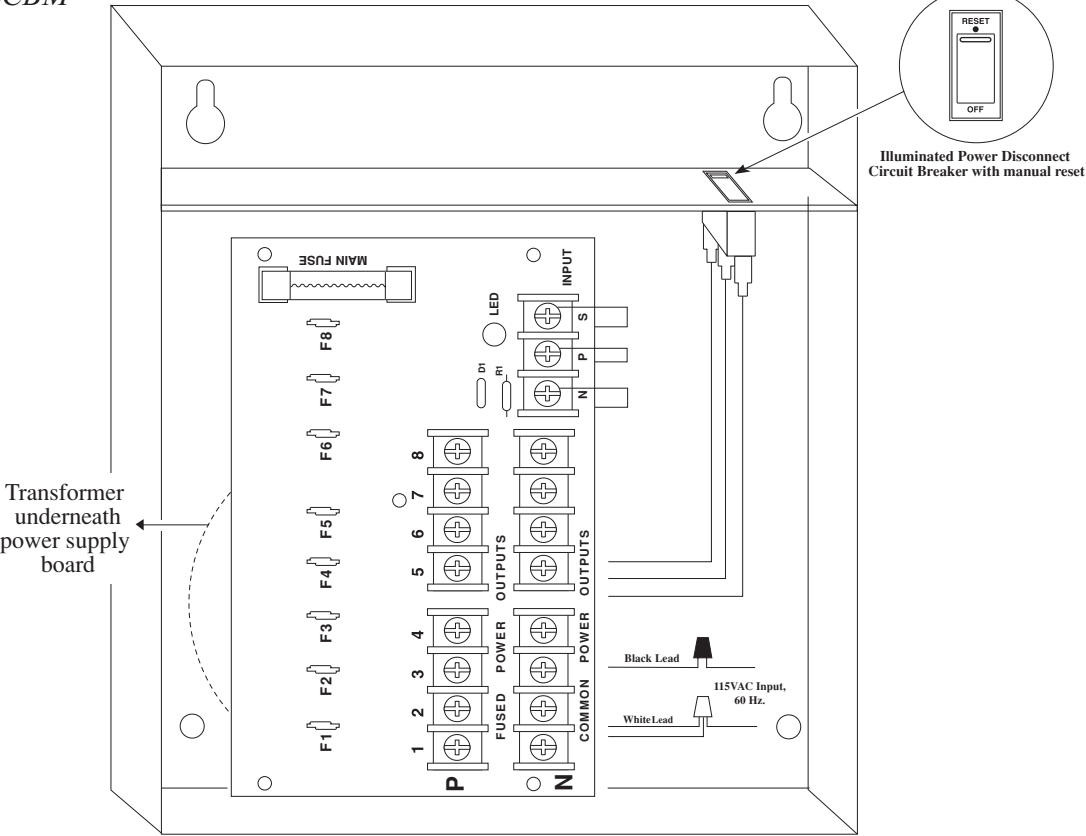 RESET
OFF
Illuminated Power Disconnect
Circuit Breaker with manual reset
MAIN FUSE
INPUT
LED
S
P
N
D1
R1
F8
F7
F6
F5
F4
F3
F2
F1
8
7
6
5
4
3
2
1
FUSED POWER OUTPUTS
COMMON POWER OUTPUTS
P
N
Transformer
underneath
power supply
board
Black Lead
115VAC Input,
60 Hz.
White Lead